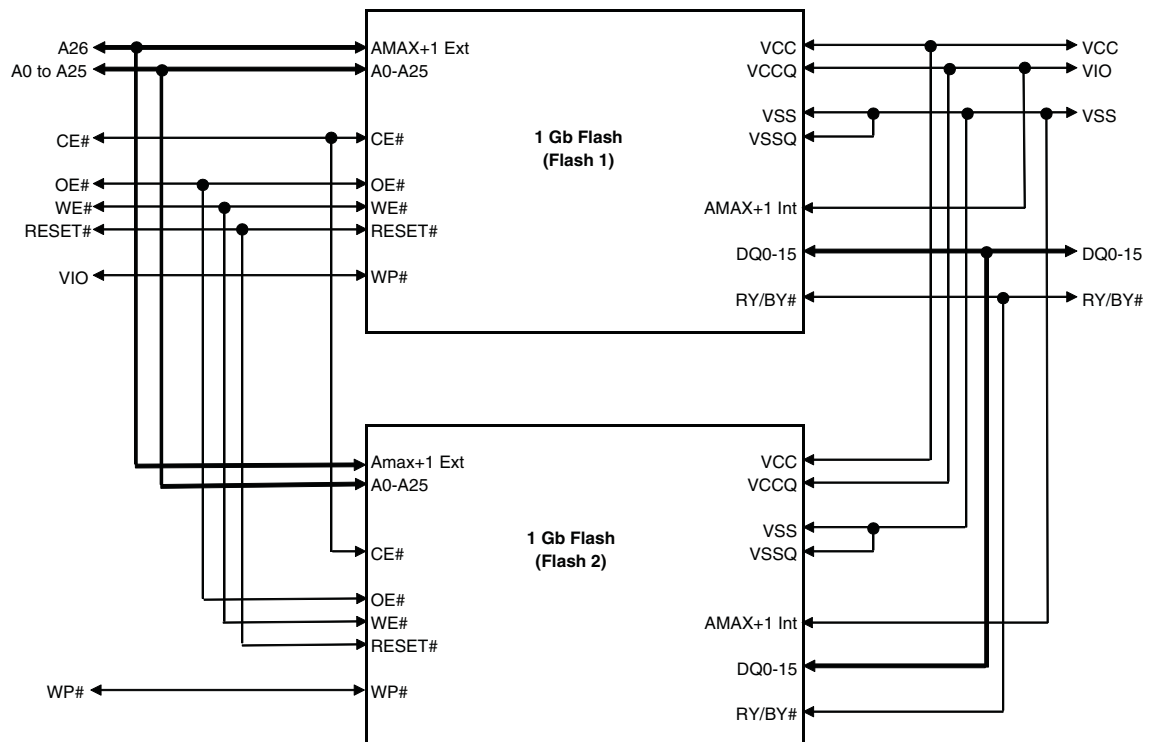 A26
A0 to A25
CE#
OE#
WE#
RESET#
VIO
AMAX+1 Ext
A0-A25
CE#
OE#
WE#
RESET#
WP#
1 Gb Flash
(Flash 1)
VCC
VCCQ
VSS
VSSQ
AMAX+1 Int
DQ0-15
RY/BY#
VCC
VIO
VSS
DQ0-15
RY/BY#
WP#
Amax+1 Ext
A0-A25
CE#
OE#
WE#
RESET#
WP#
1 Gb Flash
(Flash 2)
VCC
VCCQ
VSS
VSSQ
AMAX+1 Int
DQ0-15
RY/BY#